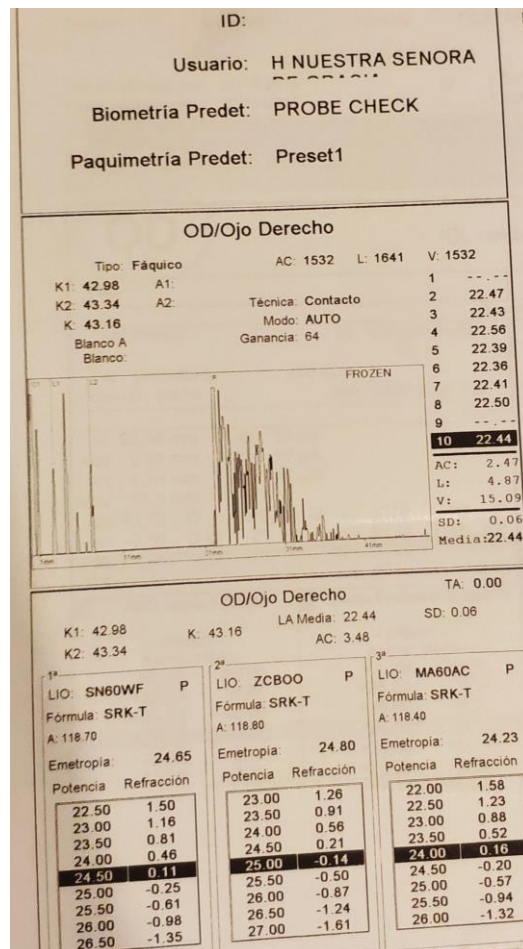 ID:
Usuario: H NUESTRA SENORA
Biometría Predet: PROBE CHECK
Paquimetría Predet: Preset1
OD/Ojo Derecho
Tipo: Fáquico AC: 1532 L: 1641 V: 1532
K1: 42.98 A1:
K2: 43.34 A2: Técnica: Contacto
K: 43.16 Modo: AUTO
Blanco A Ganancia: 64
Blanco:
1 --.--
2 22.47
3 22.43
4 22.56
5 22.39
6 22.36
7 22.41
8 22.50
9 --.--
10 22.44
AC: 2.47
L: 4.87
V: 15.09
SD: 0.06
Media:22.44
C1 L1 L2 R FROZEN
1mm 11mm 21mm 31mm 41mm
OD/Ojo Derecho TA: 0.00
K1: 42.98 K: 43.16 LA Media: 22.44 SD: 0.06
K2: 43.34 AC: 3.48
1ª
LIO: SN60WF P
Fórmula: SRK-T
A: 118.70
Emetropía: 24.65
Potencia Refracción
22.50 1.50
23.00 1.16
23.50 0.81
24.00 0.46
24.50 0.11
25.00 -0.25
25.50 -0.61
26.00 -0.98
26.50 -1.35
2ª
LIO: ZCBOO P
Fórmula: SRK-T
A: 118.80
Emetropía: 24.80
Potencia Refracción
23.00 1.26
23.50 0.91
24.00 0.56
24.50 0.21
25.00 -0.14
25.50 -0.50
26.00 -0.87
26.50 -1.24
27.00 -1.61
3ª
LIO: MA60AC P
Fórmula: SRK-T
A: 118.40
Emetropía: 24.23
Potencia Refracción
22.00 1.58
22.50 1.23
23.00 0.88
23.50 0.52
24.00 0.16
24.50 -0.20
25.00 -0.57
25.50 -0.94
26.00 -1.32